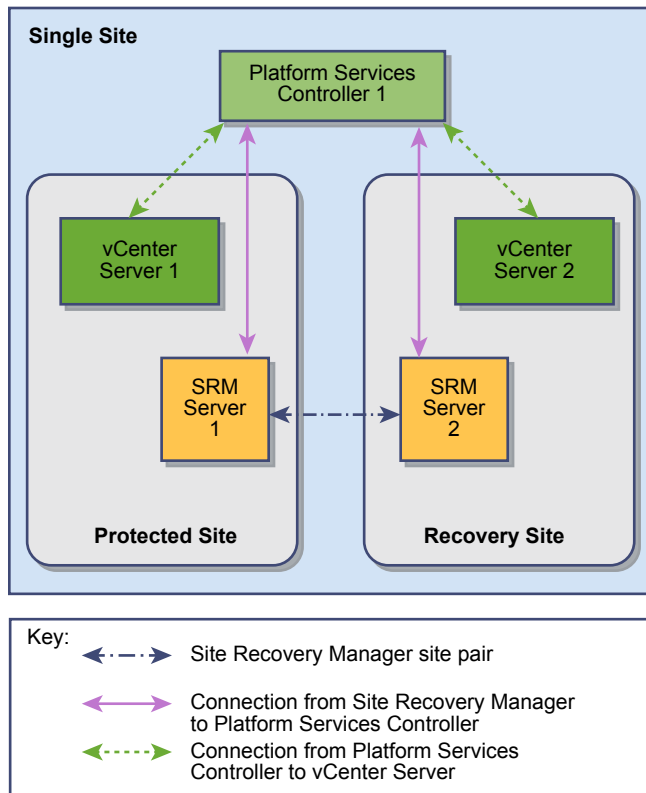 Single Site
Platform Services
Controller 1
vCenter
Server 1
vCenter
Server 2
SRM
Server
1
SRM
Server
2
Protected Site
Recovery Site
Key:
Site Recovery Manager site pair
Connection from Site Recovery Manager
to Platform Services Controller
Connection from Platform Services
Controller to vCenter Server